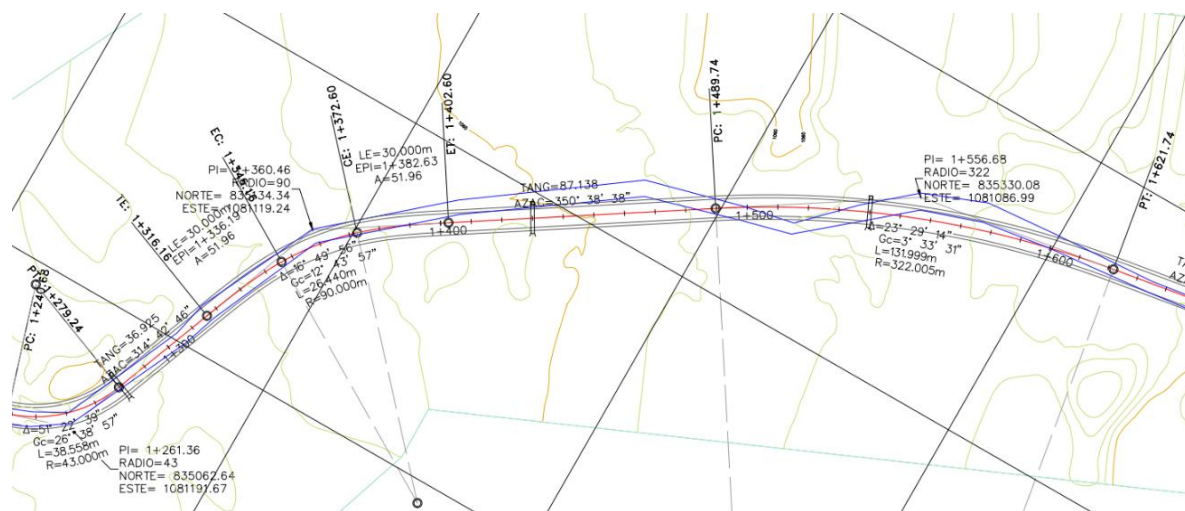 PC: 1+240.68
PT: 1+279.24
TE: 1+316.16
EC: 1+346.16
CE: 1+372.60
ET: 1+402.60
PC: 1+489.74
PT: 1+621.74
TANG=36.925
AZAC=314° 42' 46"
1+300
Δ=51° 22' 39"
Gc=26° 38' 57"
L=38.558m
R=43.000m
PI= 1+261.36
RADIO=43
NORTE= 835062.64
ESTE= 1081191.67
LE=30.000m
EPI=1+336.19
A=51.96
PI= 1+360.46
RADIO=90
NORTE= 835134.34
ESTE= 1081119.24
Δ=16° 49' 56"
Gc=12° 43' 57"
L=26.440m
R=90.000m
LE=30.000m
EPI=1+382.63
A=51.96
1+400
TANG=87.138
AZAC=350° 38' 38"
1+500
Δ=23° 29' 14"
Gc=3° 33' 31"
L=131.999m
R=322.005m
PI= 1+556.68
RADIO=322
NORTE= 835330.08
ESTE= 1081086.99
1+600
AZA